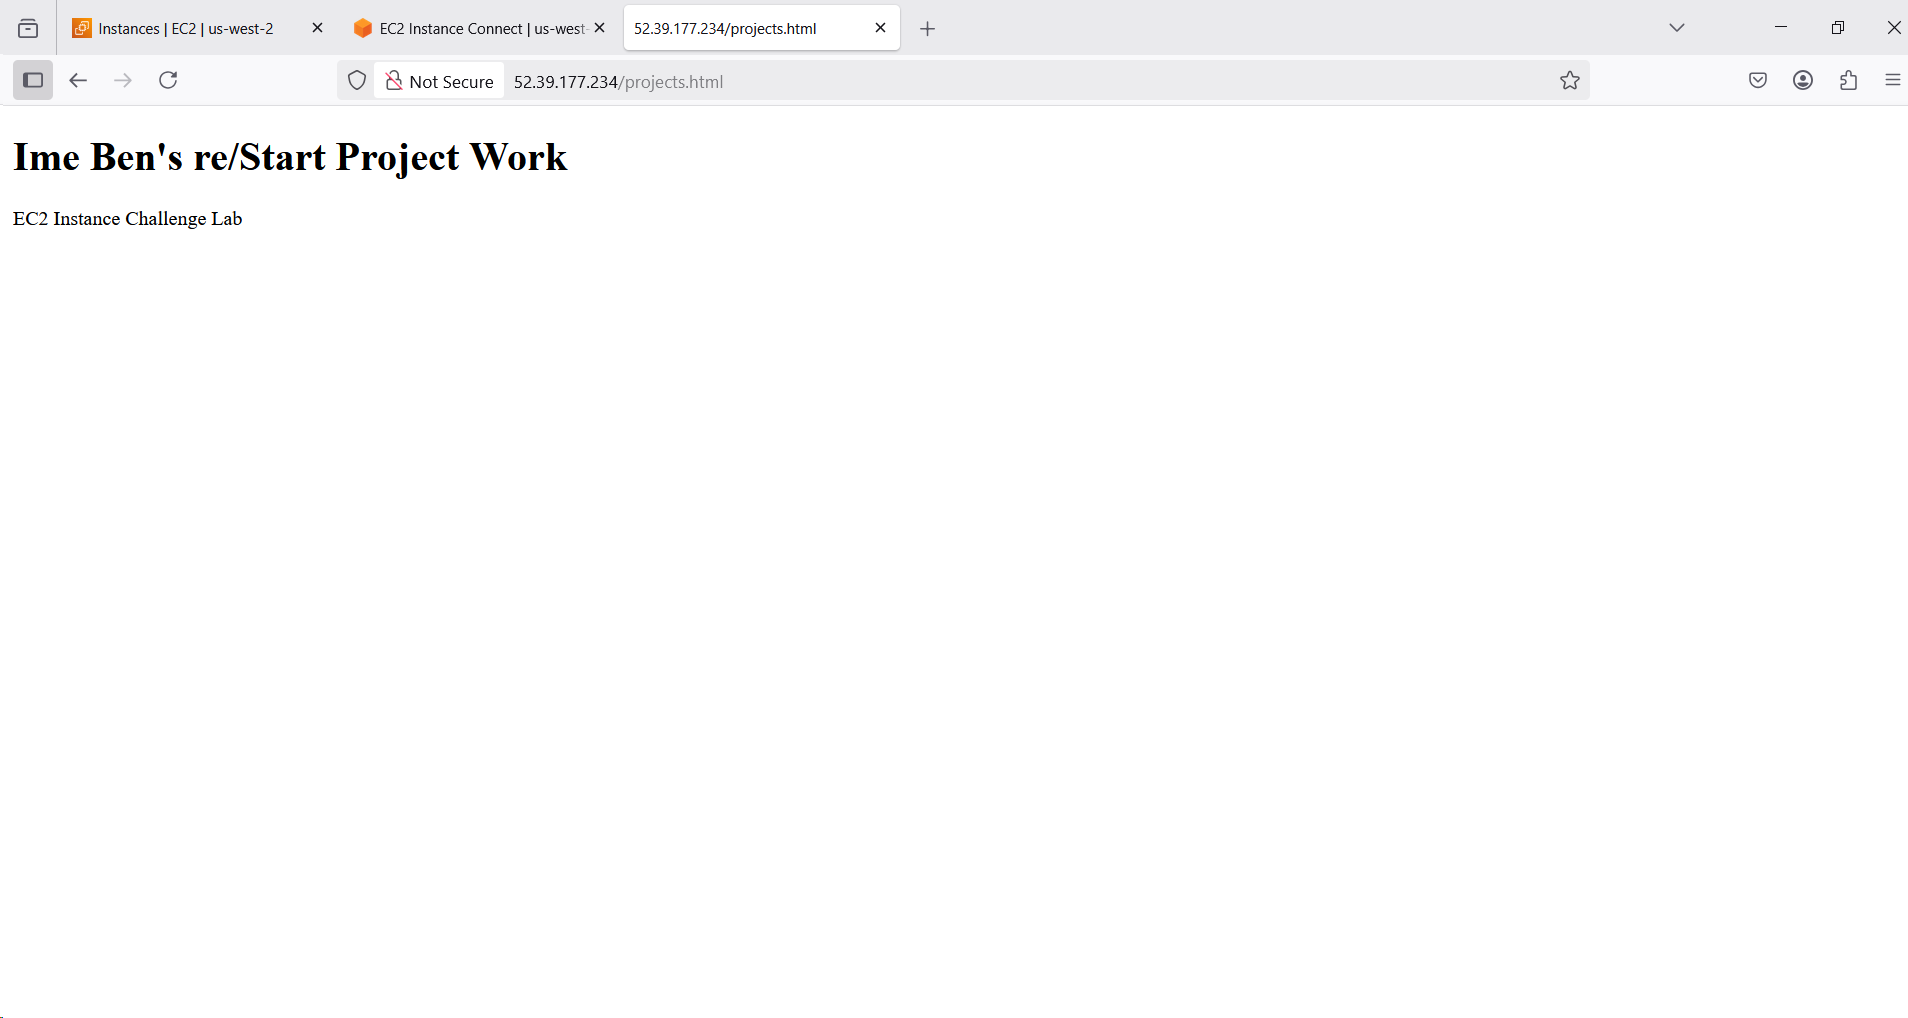 Instances | EC2 | us-west-2
EC2 Instance Connect | us-west-
52.39.177.234/projects.html
Not Secure
52.39.177.234/projects.html
Ime Ben's re/Start Project Work
EC2 Instance Challenge Lab